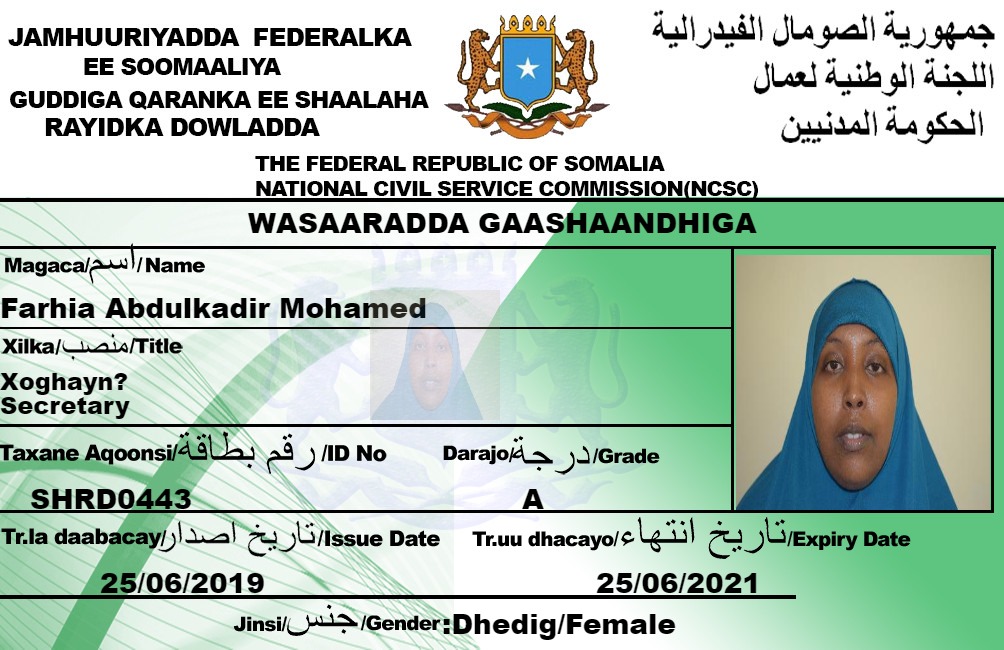 JAMHUURIYADDA FEDERALKA
EE SOOMAALIYA
GUDDIGA QARANKA EE SHAALAHA
RAYIDKA DOWLADDA
جمهورية الصومال الفيدرالية
اللجنة الوطنية لعمال
الحكومة المدنيين
THE FEDERAL REPUBLIC OF SOMALIA
NATIONAL CIVIL SERVICE COMMISSION(NCSC)
WASAARADDA GAASHAANDHIGA
Magaca/اسم/Name
Farhia Abdulkadir Mohamed
Xilka/منصب/Title
Xoghayn?
Secretary
Taxane Aqoonsi/رقم بطاقة/ID No
Darajo/درجة/Grade
SHRD0443
A
Tr.la daabacay/تاريخ اصدار/Issue Date
Tr.uu dhacayo/تاريخ انتهاء/Expiry Date
25/06/2019
25/06/2021
Jinsi/جنس/Gender:Dhedig/Female